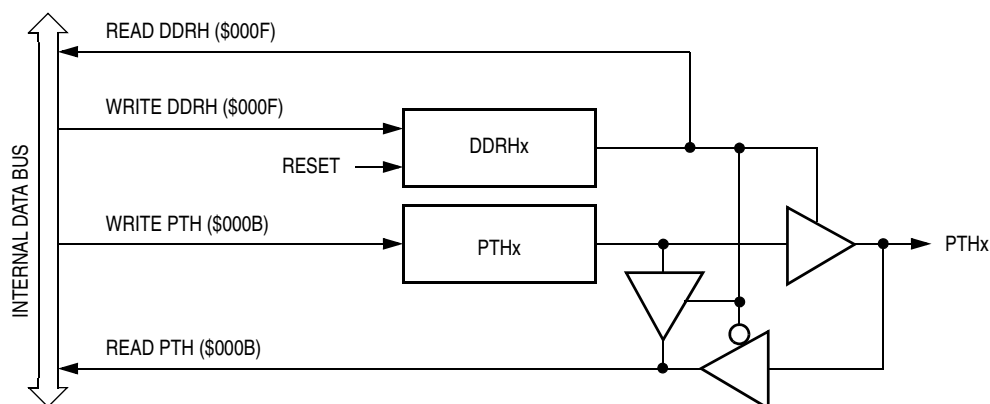 READ DDRH ($000F)
WRITE DDRH ($000F)
DDRHx
RESET
INTERNAL DATA BUS
WRITE PTH ($000B)
PTHx
PTHx
READ PTH ($000B)